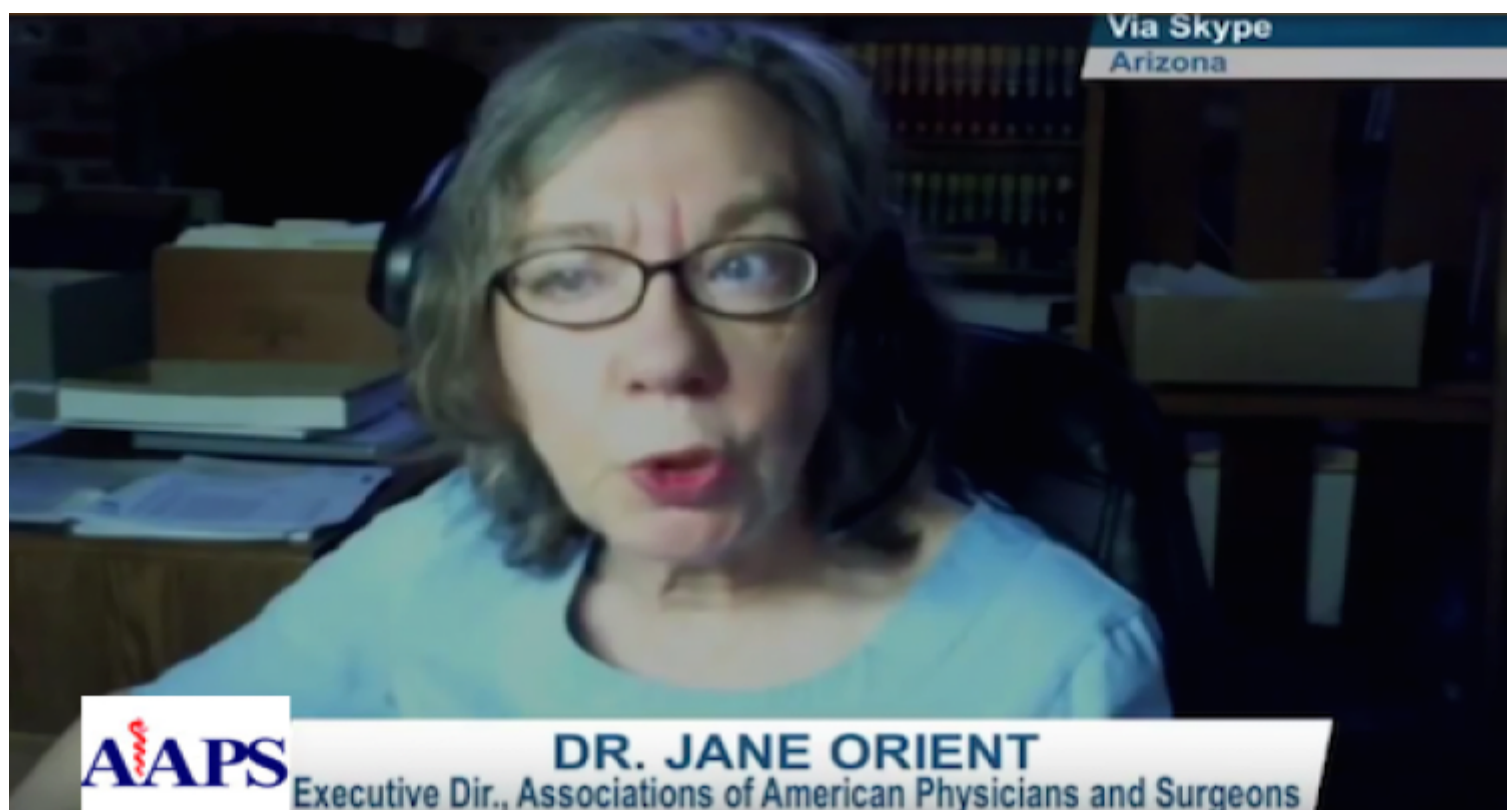 Via Skype
Arizona
AAPS
DR. JANE ORIENT
Executive Dir., Associations of American Physicians and Surgeons